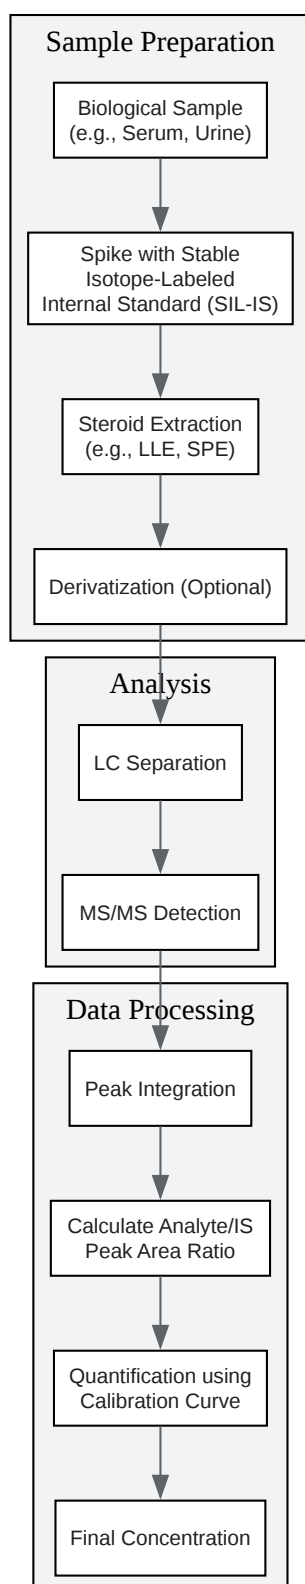 Sample Preparation
Biological Sample
(e.g., Serum, Urine)
Spike with Stable
Isotope-Labeled
Internal Standard (SIL-IS)
Steroid Extraction
(e.g., LLE, SPE)
Derivatization (Optional)
Analysis
LC Separation
MS/MS Detection
Data Processing
Peak Integration
Calculate Analyte/IS
Peak Area Ratio
Quantification using
Calibration Curve
Final Concentration